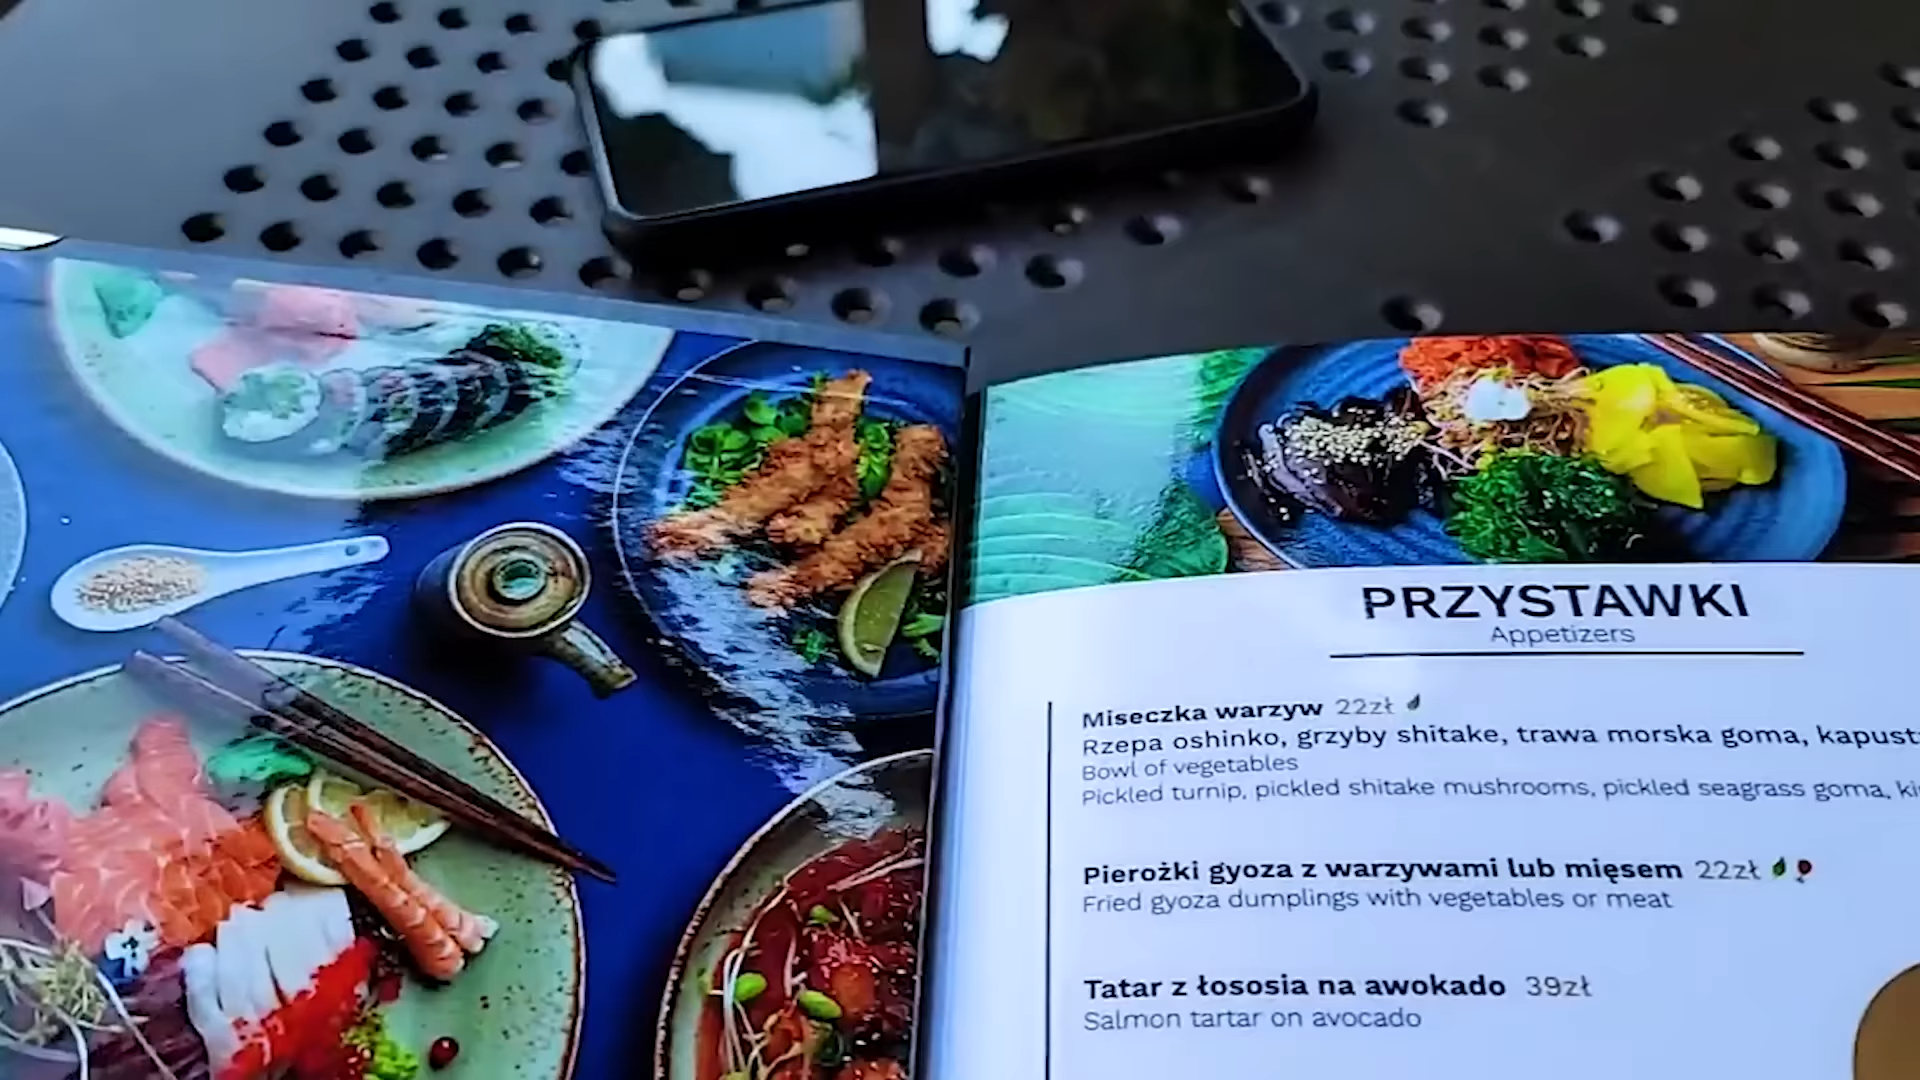 PRZYSTAWKI
Appetizers
Miseczka warzyw 22zł
Rzepa oshinko, grzyby shitake, trawa morska goma,
Bowl of vegetables
Pickled turnip, pickled shitake mushrooms, pickled seagrass goma,
Pierożki gyoza z warzywami lub mięsem 22zł
Fried gyoza dumplings with vegetables or meat
Tatar z łososia na awokado 39zł
Salmon tartar on avocado